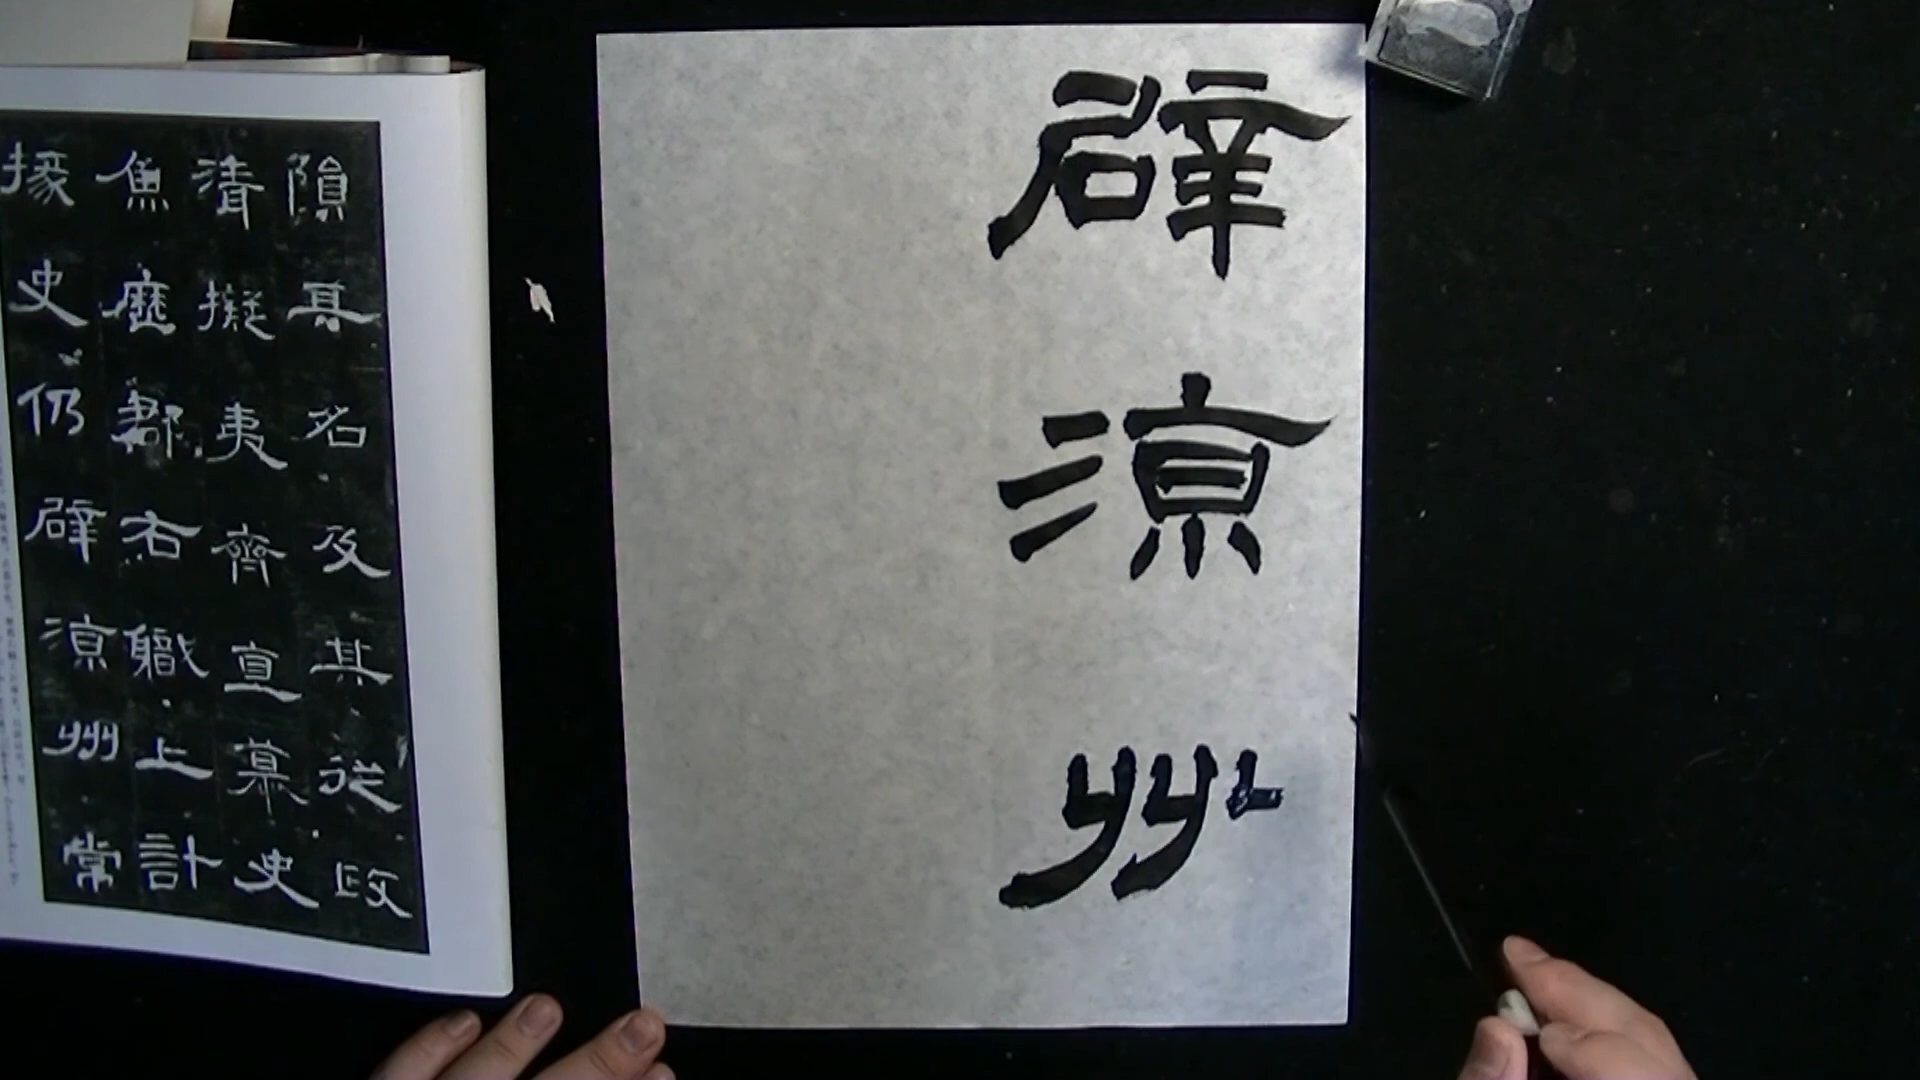 辟涼
隕其名及其從政
清擬夷齊直慕史
魚歷郡右職上計
掾史仍辟涼州常